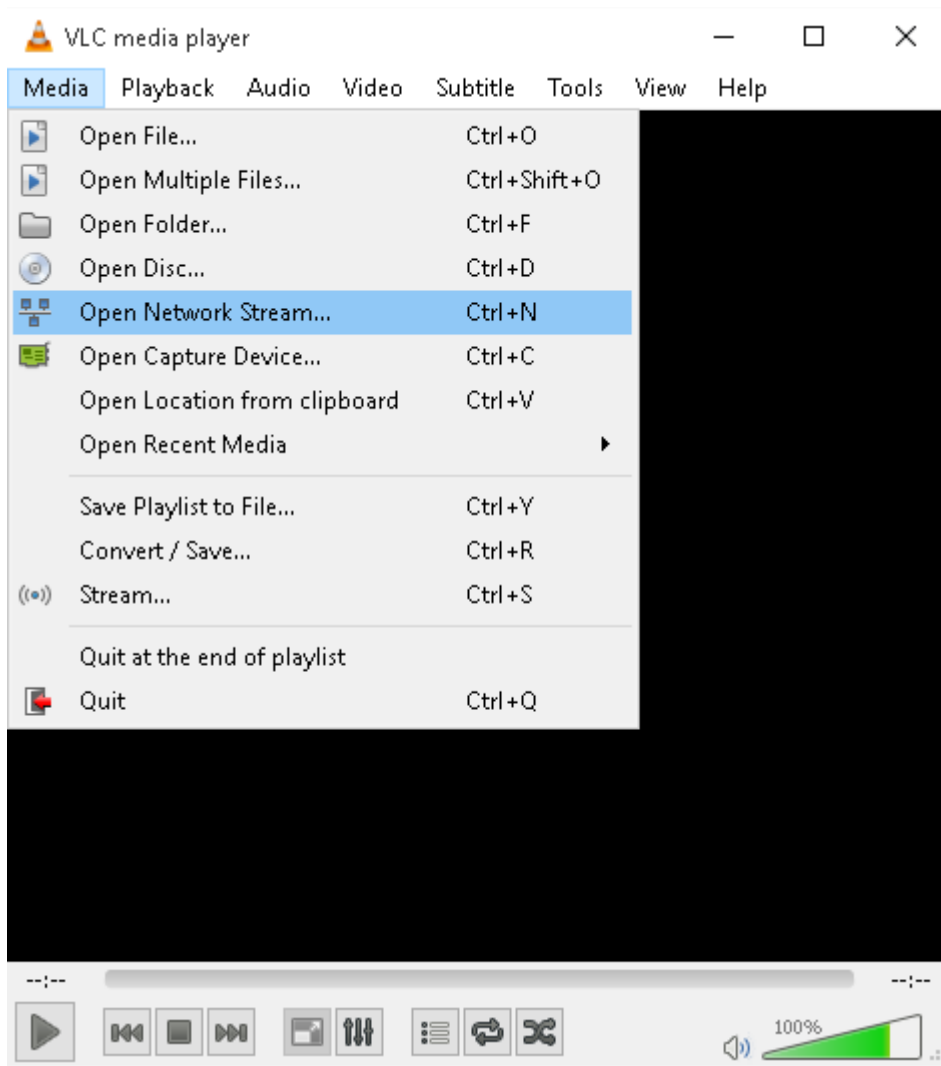 VLC media player
Media Playback Audio Video Subtitle Tools View Help
Open File... Ctrl+O
Open Multiple Files... Ctrl+Shift+O
Open Folder... Ctrl+F
Open Disc... Ctrl+D
Open Network Stream... Ctrl+N
Open Capture Device... Ctrl+C
Open Location from clipboard Ctrl+V
Open Recent Media
Save Playlist to File... Ctrl+Y
Convert / Save... Ctrl+R
Stream... Ctrl+S
Quit at the end of playlist
Quit Ctrl+Q
--:-- --:--
100%